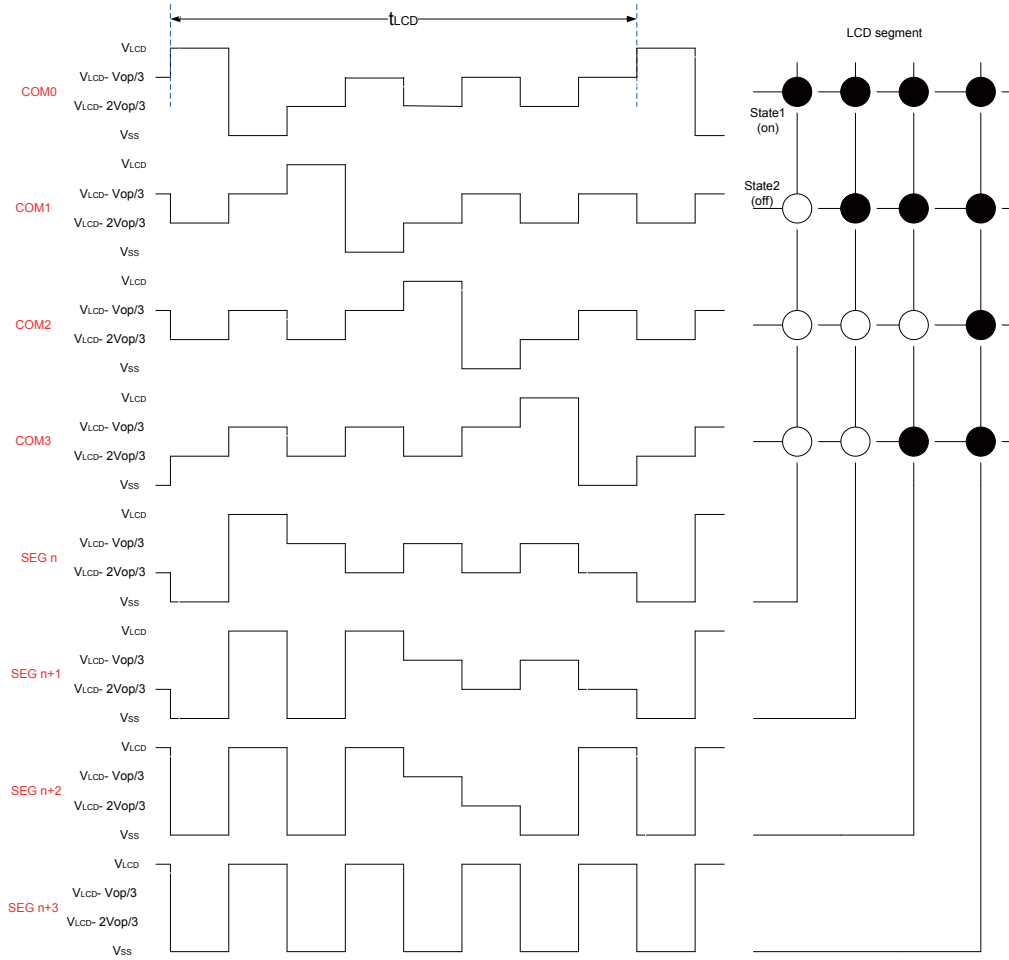 tLCD
LCD segment
VLCD
VLCD- Vop/3
COM0
VLCD- 2Vop/3
VSS
State1
(on)
VLCD
VLCD- Vop/3
COM1
VLCD- 2Vop/3
VSS
State2
(off)
VLCD
VLCD- Vop/3
COM2
VLCD- 2Vop/3
VSS
VLCD
VLCD- Vop/3
COM3
VLCD- 2Vop/3
VSS
VLCD
VLCD- Vop/3
SEG n
VLCD- 2Vop/3
VSS
VLCD
VLCD- Vop/3
SEG n+1
VLCD- 2Vop/3
VSS
VLCD
VLCD- Vop/3
SEG n+2
VLCD- 2Vop/3
VSS
VLCD
VLCD- Vop/3
SEG n+3
VLCD- 2Vop/3
VSS